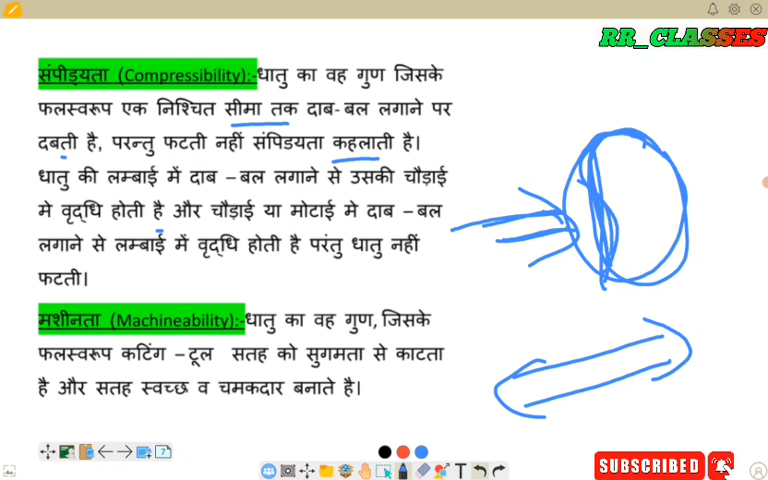 RR_CLASSES
संपीड्यता (Compressibility):-धातु का वह गुण जिसके
फलस्वरूप एक निश्चित सीमा तक दाब-बल लगाने पर
दबती है, परन्तु फटती नहीं संपिडयता कहलाती है।
धातु की लम्बाई में दाब –बल लगाने से उसकी चौड़ाई
मे वृद्धि होती है और चौड़ाई या मोटाई मे दाब –बल
लगाने से लम्बाई में वृद्धि होती है परंतु धातु नहीं
फटती।
मशीनता (Machineability):-धातु का वह गुण, जिसके
फलस्वरूप कटिंग –टूल सतह को सुगमता से काटता
है और सतह स्वच्छ व चमकदार बनाते है।
7
T
SUBSCRIBED